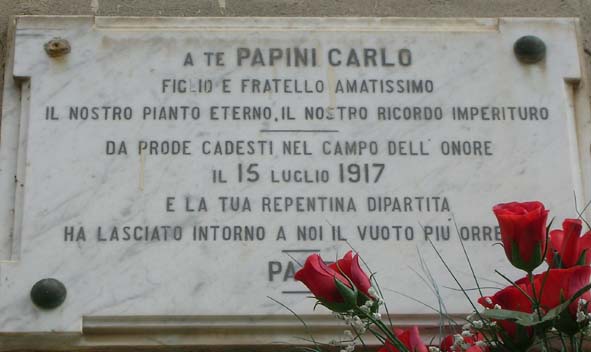 A TE PAPINI CARLO
FIGLIO E FRATELLO AMATISSIMO
IL NOSTRO PIANTO ETERNO, IL NOSTRO RICORDO IMPERITURO
DA PRODE CADESTI NEL CAMPO DELL' ONORE
IL 15 LUGLIO 1917
E LA TUA REPENTINA DIPARTITA
HA LASCIATO INTORNO A NOI IL VUOTO PIU